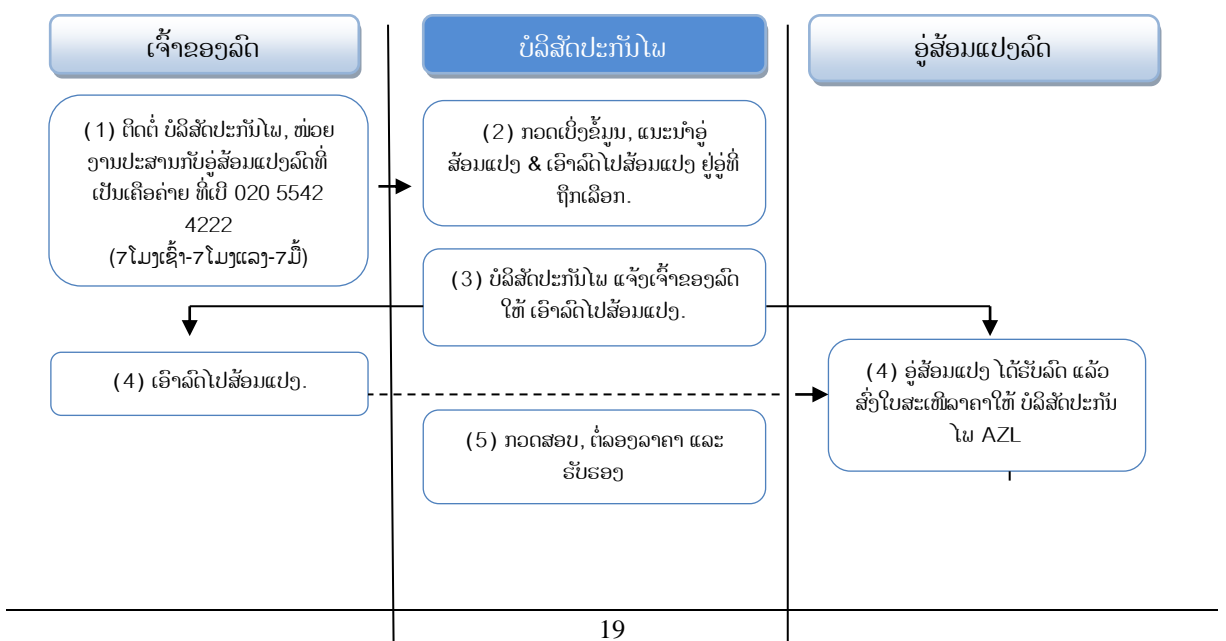 ເຈົ້າຂອງລົດ
ບໍລິສັດປະກັນໄພ
ອູ່ສ້ອມແປງລົດ
(1) ຕິດຕໍ່ ບໍລິສັດປະກັນໄພ, ໜ່ວຍ
ງານປະສານກັບອູ່ສ້ອມແປງລົດທີ່
ເປັນເຄືອຄ່າຍ ທີ່ເບີ 020 5542
4222
(7ໂມງເຊົ້າ-7ໂມງແລງ-7ມື້)
(2) ກວດເບິ່ງຂໍ້ມູນ, ແນະນຳອູ່
ສ້ອມແປງ & ເອົາລົດໄປສ້ອມແປງ ຢູ່ອູ່ທີ່
ຖືກເລືອກ.
(3) ບໍລິສັດປະກັນໄພ ແຈ້ງເຈົ້າຂອງລົດ
ໃຫ້ ເອົາລົດໄປສ້ອມແປງ.
(4) ເອົາລົດໄປສ້ອມແປງ.
(4) ອູ່ສ້ອມແປງ ໄດ້ຮັບລົດ ແລ້ວ
ສົ່ງໃບສະເໜີລາຄາໃຫ້ ບໍລິສັດປະກັນ
ໄພ AZL
(5) ກວດສອບ, ຕໍ່ລອງລາຄາ ແລະ
ຮັບຮອງ
19